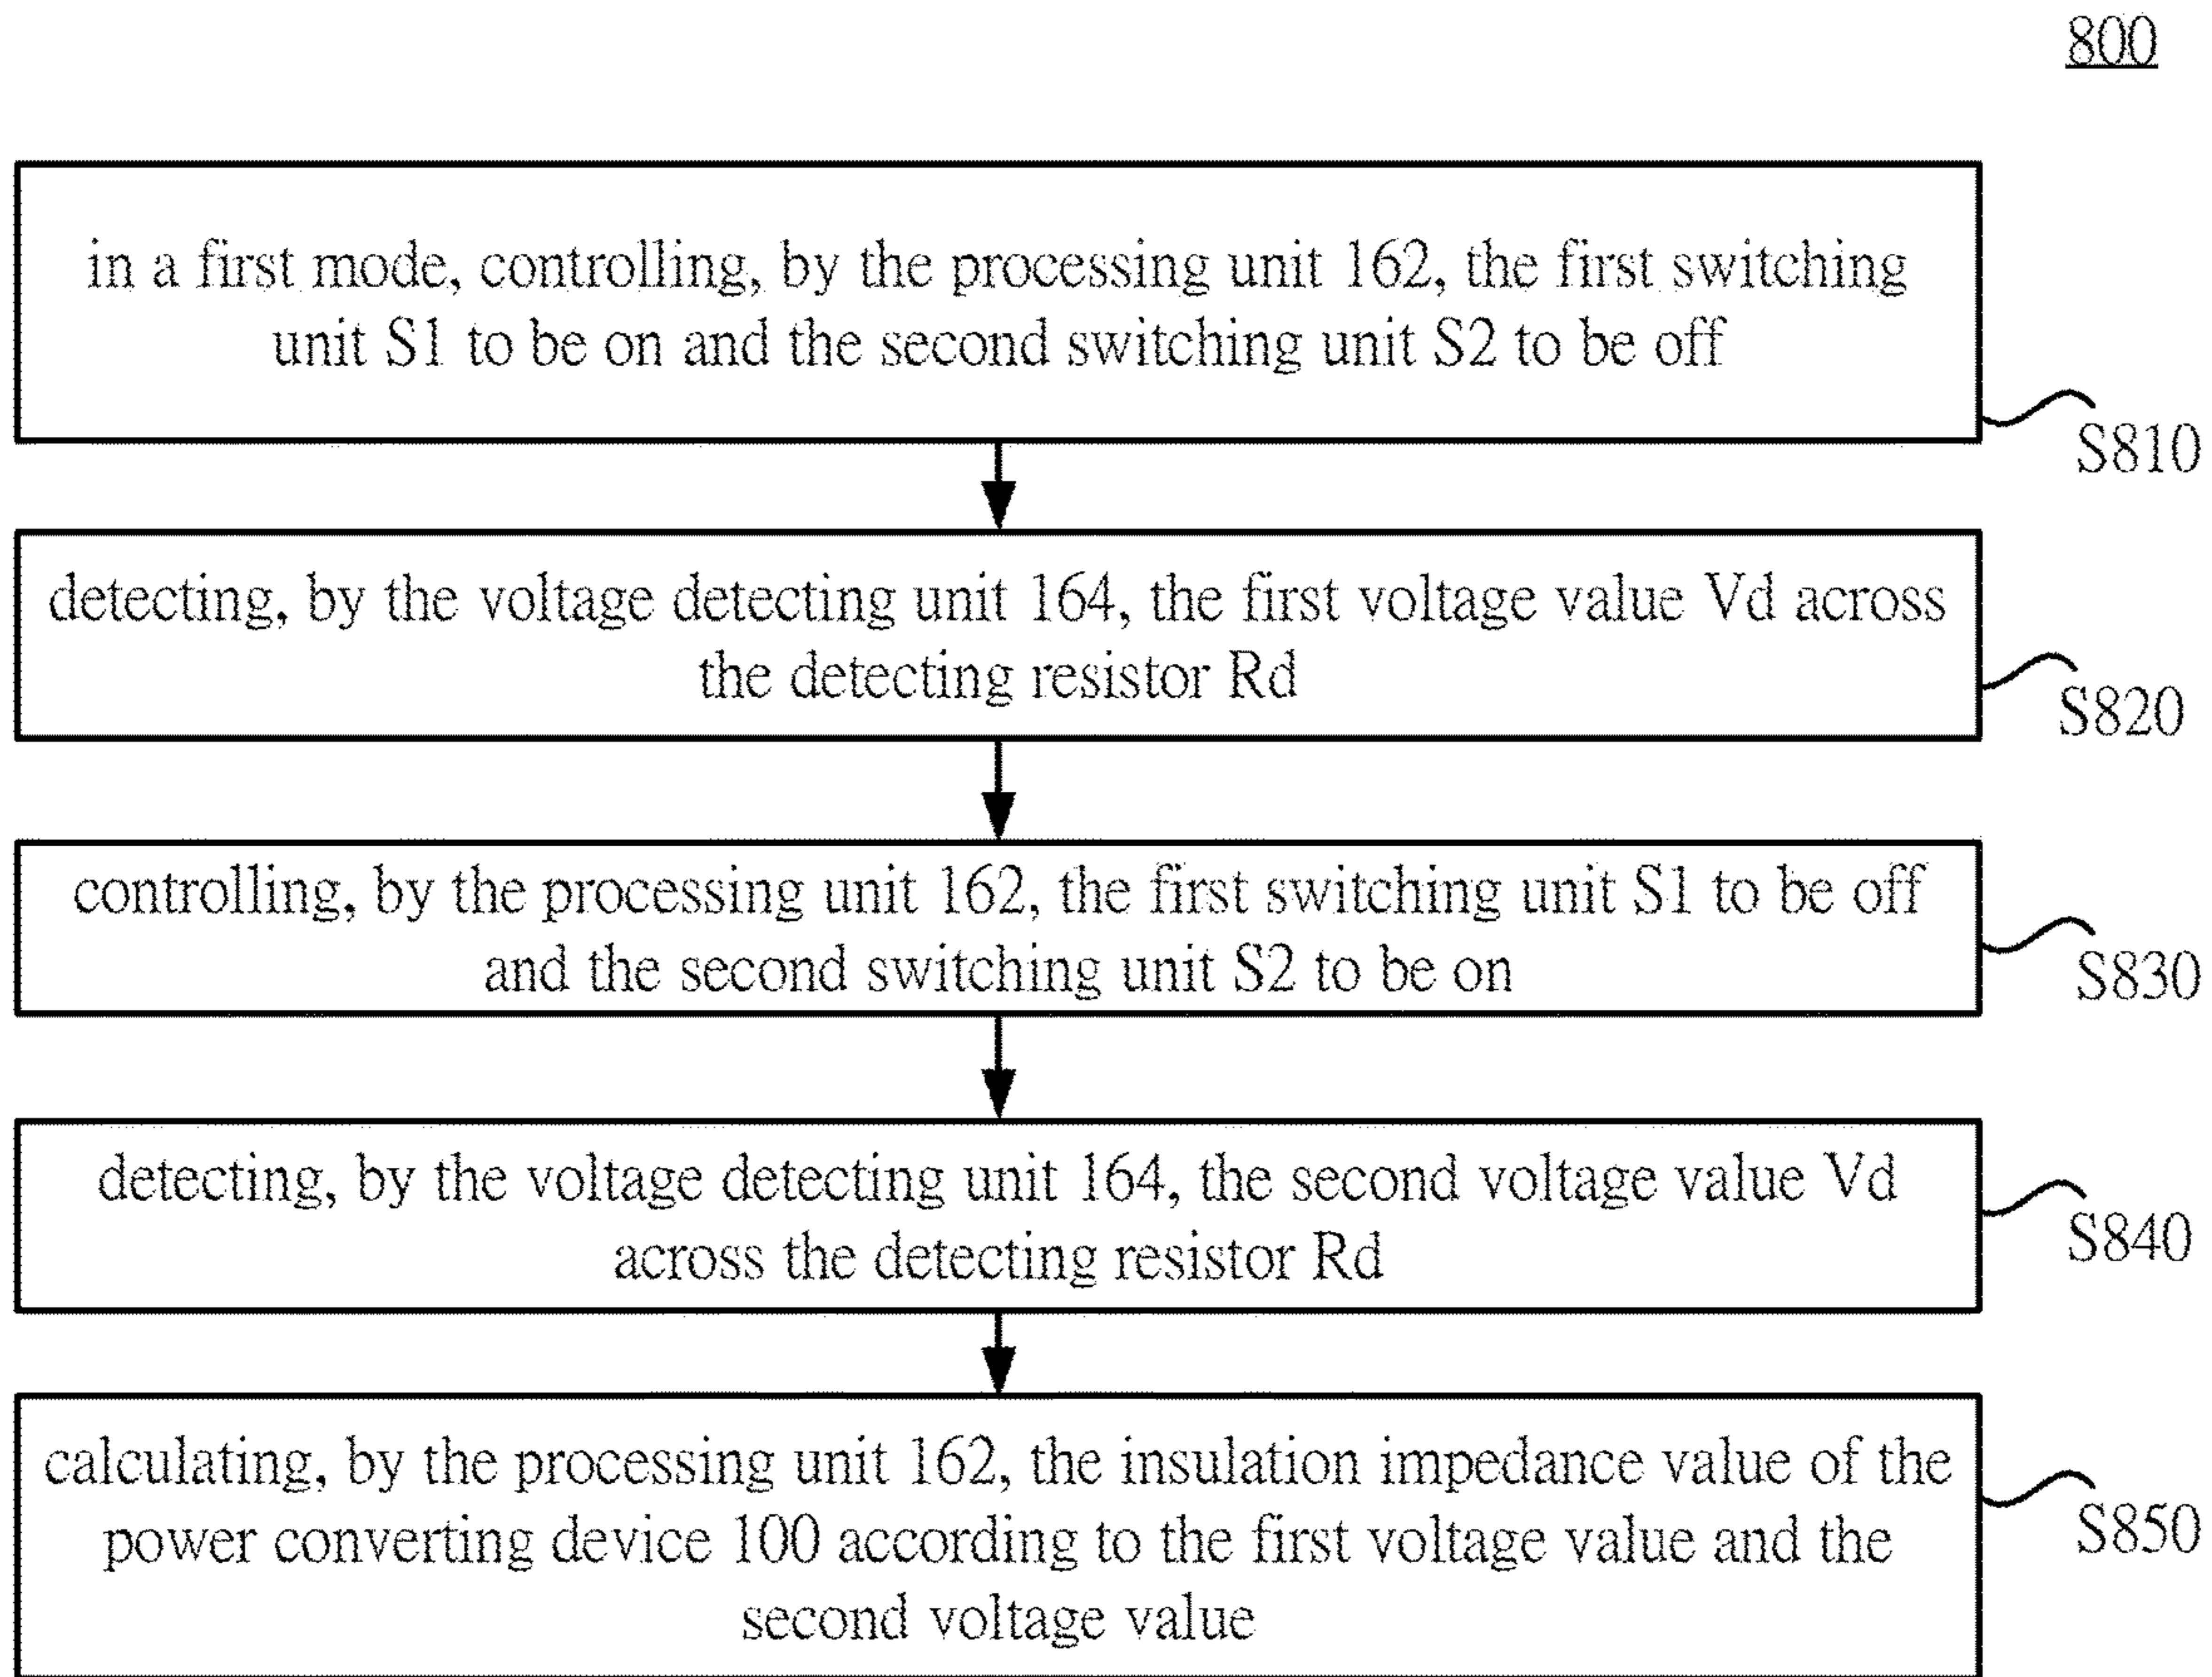 800
in a first mode, controlling, by the processing unit 162, the first switching
unit S1 to be on and the second switching unit S2 to be off
S810
detecting, by the voltage detecting unit 164, the first voltage value Vd across
the detecting resistor Rd
S820
controlling, by the processing unit 162, the first switching unit S1 to be off
and the second switching unit S2 to be on
S830
detecting, by the voltage detecting unit 164, the second voltage value Vd
across the detecting resistor Rd
S840
calculating, by the processing unit 162, the insulation impedance value of the
power converting device 100 according to the first voltage value and the
second voltage value
S850